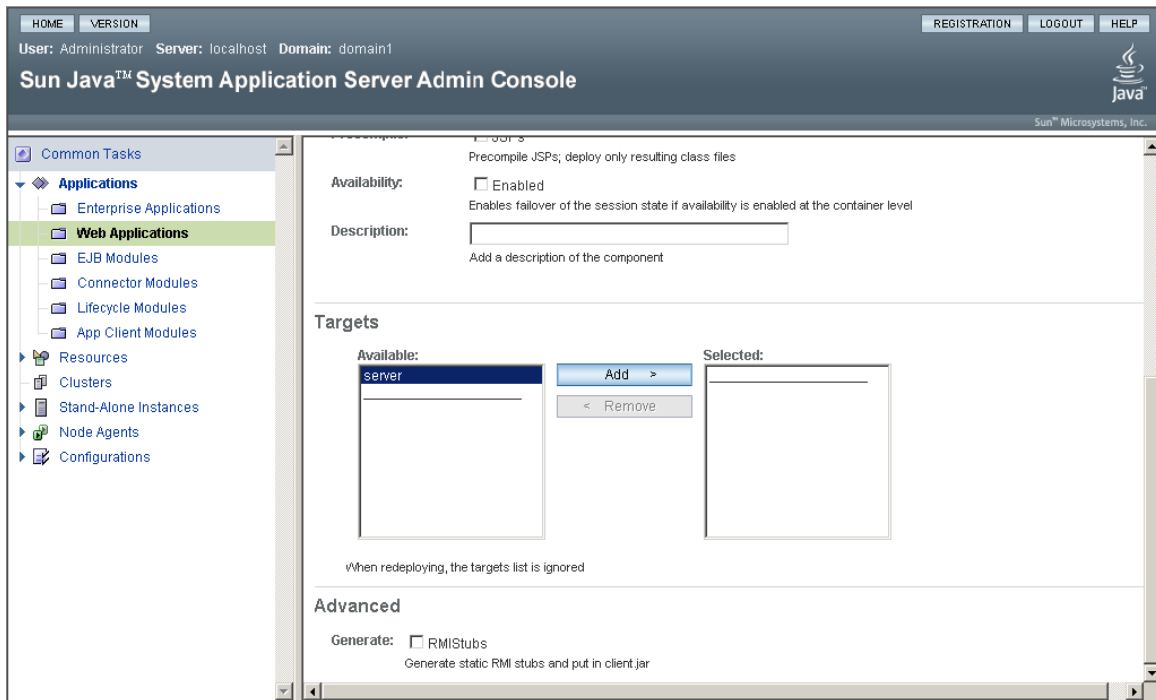 HOME VERSION REGISTRATION LOGOUT HELP
User: Administrator Server: localhost Domain: domain1
Sun Java™ System Application Server Admin Console
Java™
Sun™ Microsystems, Inc.
Common Tasks
Applications
Enterprise Applications
Web Applications
EJB Modules
Connector Modules
Lifecycle Modules
App Client Modules
Resources
Clusters
Stand-Alone Instances
Node Agents
Configurations
Precompile: JSPs
Precompile JSPs; deploy only resulting class files
Availability: Enabled
Enables failover of the session state if availability is enabled at the container level
Description:
Add a description of the component
Targets
Available: Selected:
server
Add >
< Remove
When redeploying, the targets list is ignored
Advanced
Generate: RMIStubs
Generate static RMI stubs and put in client.jar